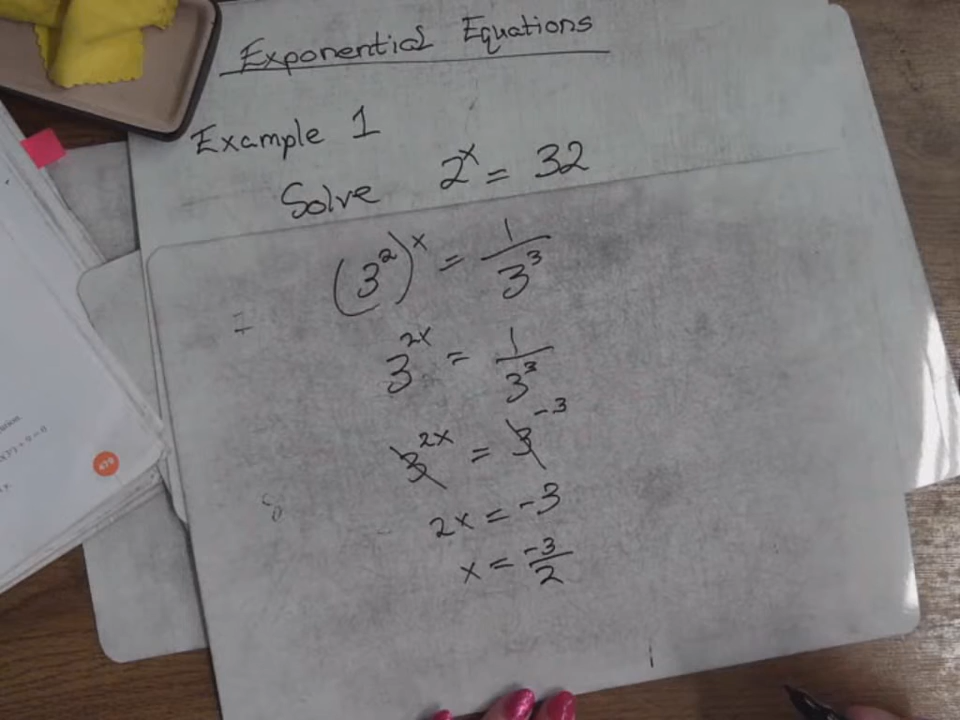 Exponential Equations
Example 1
Solve 2^x = 32
(3^2)^x = 1/3^3
3^2x = 1/3^3
3^2x = 3^-3
2x = -3
x = -3/2
479